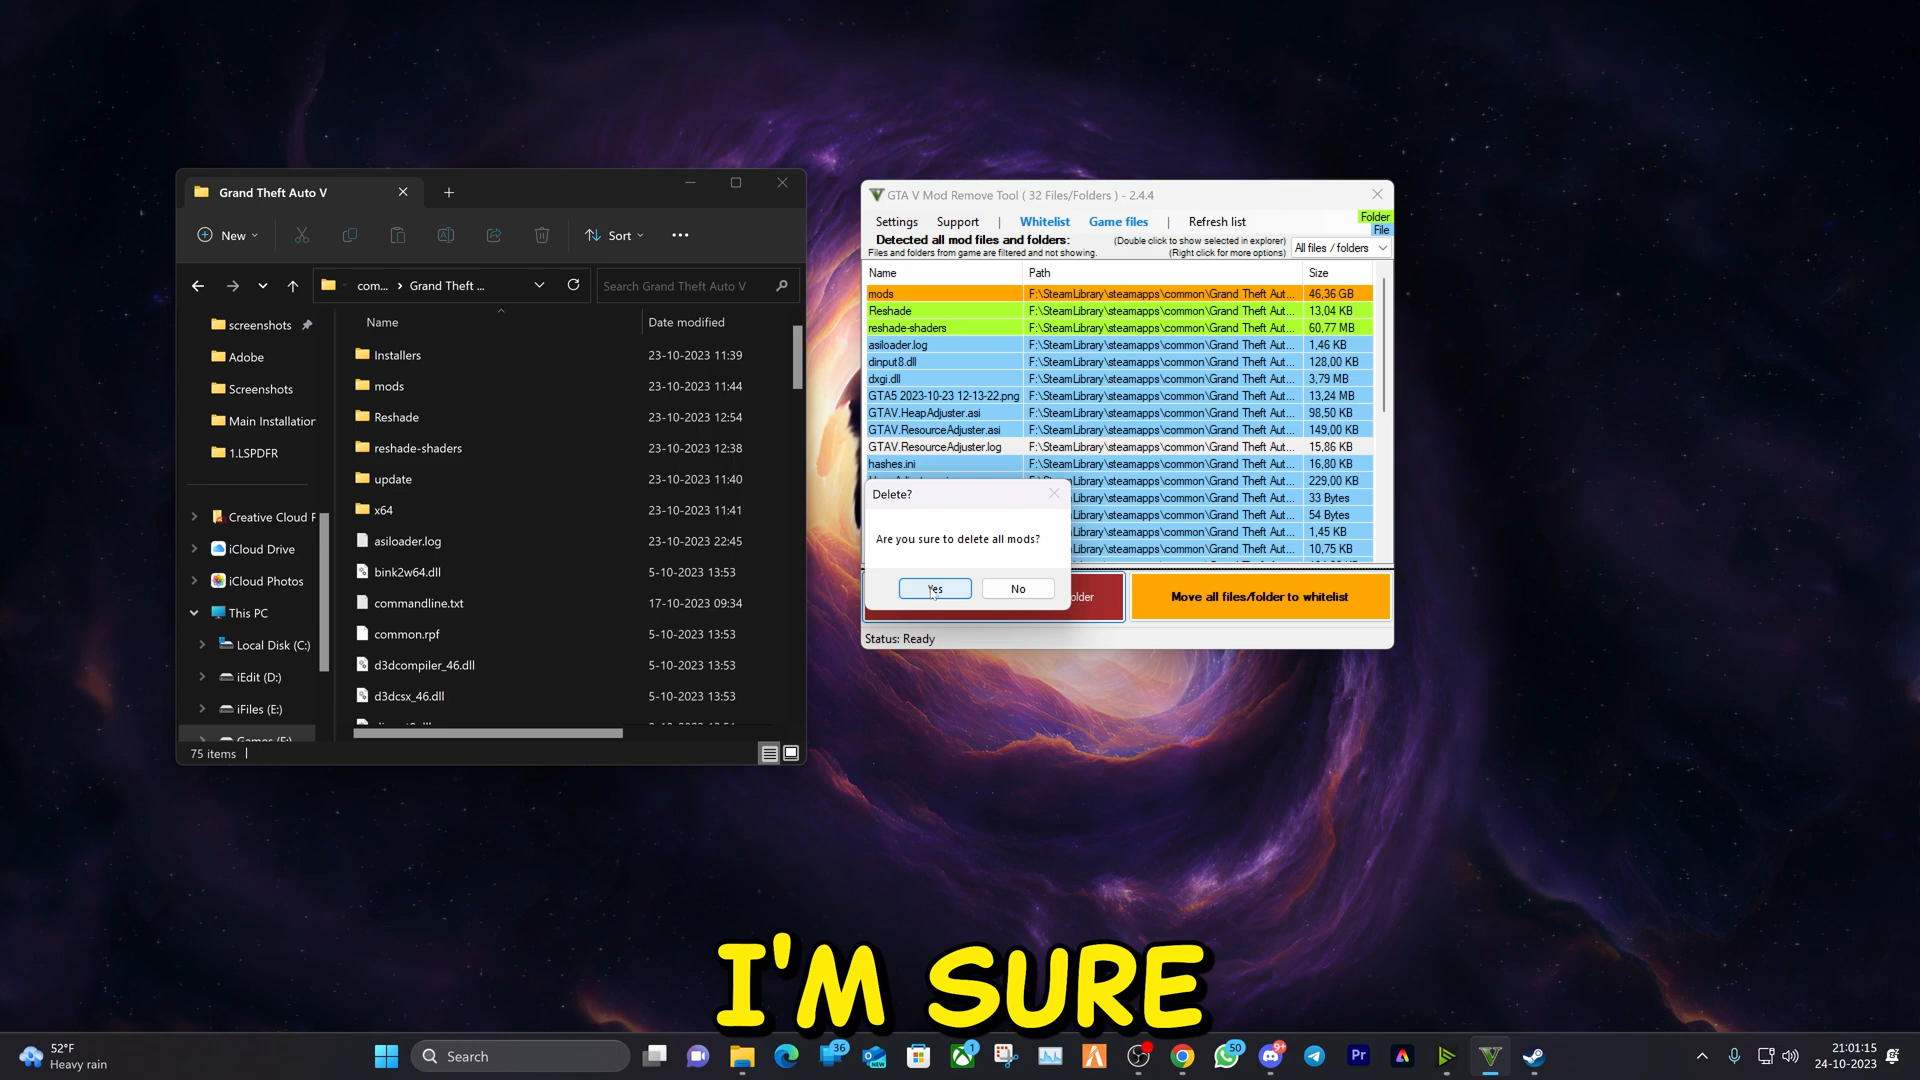 Grand Theft Auto V
New
Sort
com... > Grand Theft ...
Search Grand Theft Auto V
screenshots
Adobe
Screenshots
Main Installation
1.LSPDFR
Creative Cloud F
iCloud Drive
iCloud Photos
This PC
Local Disk (C:)
iEdit (D:)
iFiles (E:)
Games (F:)
Name Date modified
Installers 23-10-2023 11:39
mods 23-10-2023 11:44
Reshade 23-10-2023 12:54
reshade-shaders 23-10-2023 12:38
update 23-10-2023 11:40
x64 23-10-2023 11:41
asiloader.log 23-10-2023 22:45
bink2w64.dll 5-10-2023 13:53
commandline.txt 17-10-2023 09:34
common.rpf 5-10-2023 13:53
d3dcompiler_46.dll 5-10-2023 13:53
d3dcsx_46.dll 5-10-2023 13:53
75 items
GTA V Mod Remove Tool ( 32 Files/Folders ) - 2.4.4
Settings Support | Whitelist Game files | Refresh list
Folder
File
Detected all mod files and folders:
Files and folders from game are filtered and not showing.
(Double click to show selected in explorer)
(Right click for more options)
All files / folders
Name Path Size
mods F:\SteamLibrary\steamapps\common\Grand Theft Aut... 46,36 GB
Reshade F:\SteamLibrary\steamapps\common\Grand Theft Aut... 13,04 KB
reshade-shaders F:\SteamLibrary\steamapps\common\Grand Theft Aut... 60,77 MB
asiloader.log F:\SteamLibrary\steamapps\common\Grand Theft Aut... 1,46 KB
dinput8.dll F:\SteamLibrary\steamapps\common\Grand Theft Aut... 128,00 KB
dxgi.dll F:\SteamLibrary\steamapps\common\Grand Theft Aut... 3,79 MB
GTA5 2023-10-23 12-13-22.png F:\SteamLibrary\steamapps\common\Grand Theft Aut... 13,24 MB
GTAV.HeapAdjuster.asi F:\SteamLibrary\steamapps\common\Grand Theft Aut... 98,50 KB
GTAV.ResourceAdjuster.asi F:\SteamLibrary\steamapps\common\Grand Theft Aut... 149,00 KB
GTAV.ResourceAdjuster.log F:\SteamLibrary\steamapps\common\Grand Theft Aut... 15,86 KB
hashes.ini F:\SteamLibrary\steamapps\common\Grand Theft Aut... 16,80 KB
F:\SteamLibrary\steamapps\common\Grand Theft Aut... 229,00 KB
Library\steamapps\common\Grand Theft Aut... 33 Bytes
Library\steamapps\common\Grand Theft Aut... 54 Bytes
Library\steamapps\common\Grand Theft Aut... 1,45 KB
Library\steamapps\common\Grand Theft Aut... 10,75 KB
Delete?
Are you sure to delete all mods?
Yes No
older
Move all files/folder to whitelist
Status: Ready
I'M SURE
52°F
Heavy rain
Search
36
NEW
1
50
9+
Pr
21:01:15
24-10-2023